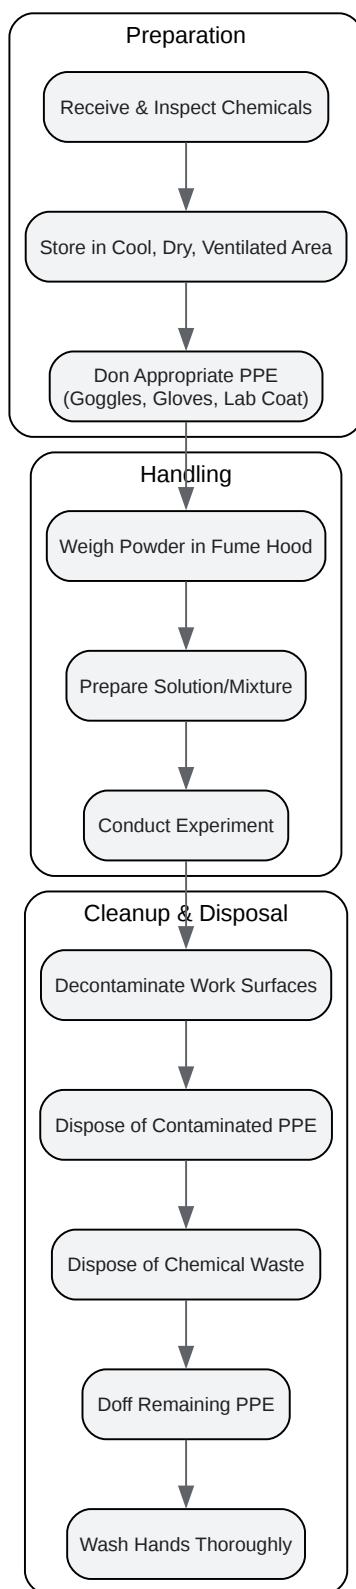 Preparation
Receive & Inspect Chemicals
Store in Cool, Dry, Ventilated Area
Don Appropriate PPE
(Goggles, Gloves, Lab Coat)
Handling
Weigh Powder in Fume Hood
Prepare Solution/Mixture
Conduct Experiment
Cleanup & Disposal
Decontaminate Work Surfaces
Dispose of Contaminated PPE
Dispose of Chemical Waste
Doff Remaining PPE
Wash Hands Thoroughly